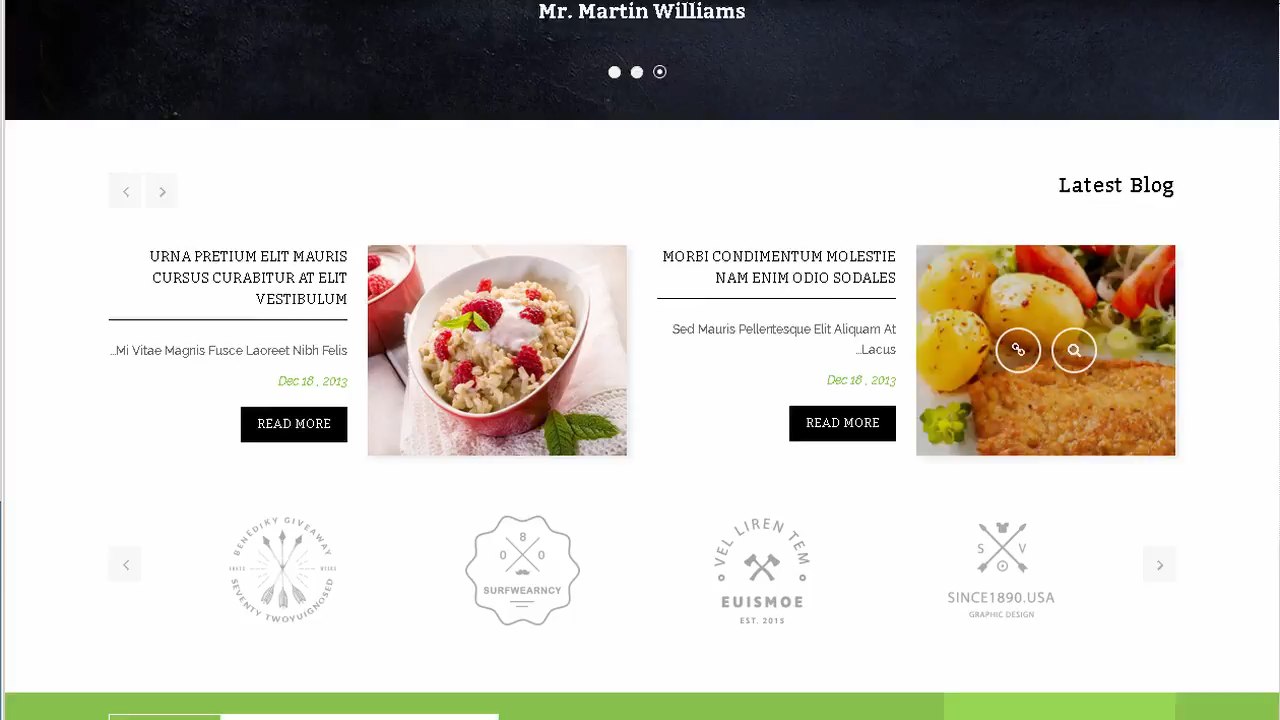 Mr. Martin Williams
Latest Blog
MORBI CONDIMENTUM MOLESTIE
NAM ENIM ODIO SODALES
Sed Mauris Pellentesque Elit Aliquam At
...Lacus
Dec 18 , 2013
READ MORE
URNA PRETIUM ELIT MAURIS
CURSUS CURABITUR AT ELIT
VESTIBULUM
...Mi Vitae Magnis Fusce Laoreet Nibh Felis
Dec 18 , 2013
READ MORE
BENEDIKY GIVEAWAY
SEVENTY TWOYUIGNOSED
8
0 0
SURFWEARNCY
VEL LIREN TEM
EUISMOE
EST. 2015
S V
SINCE1890.USA
GRAPHIC DESIGN